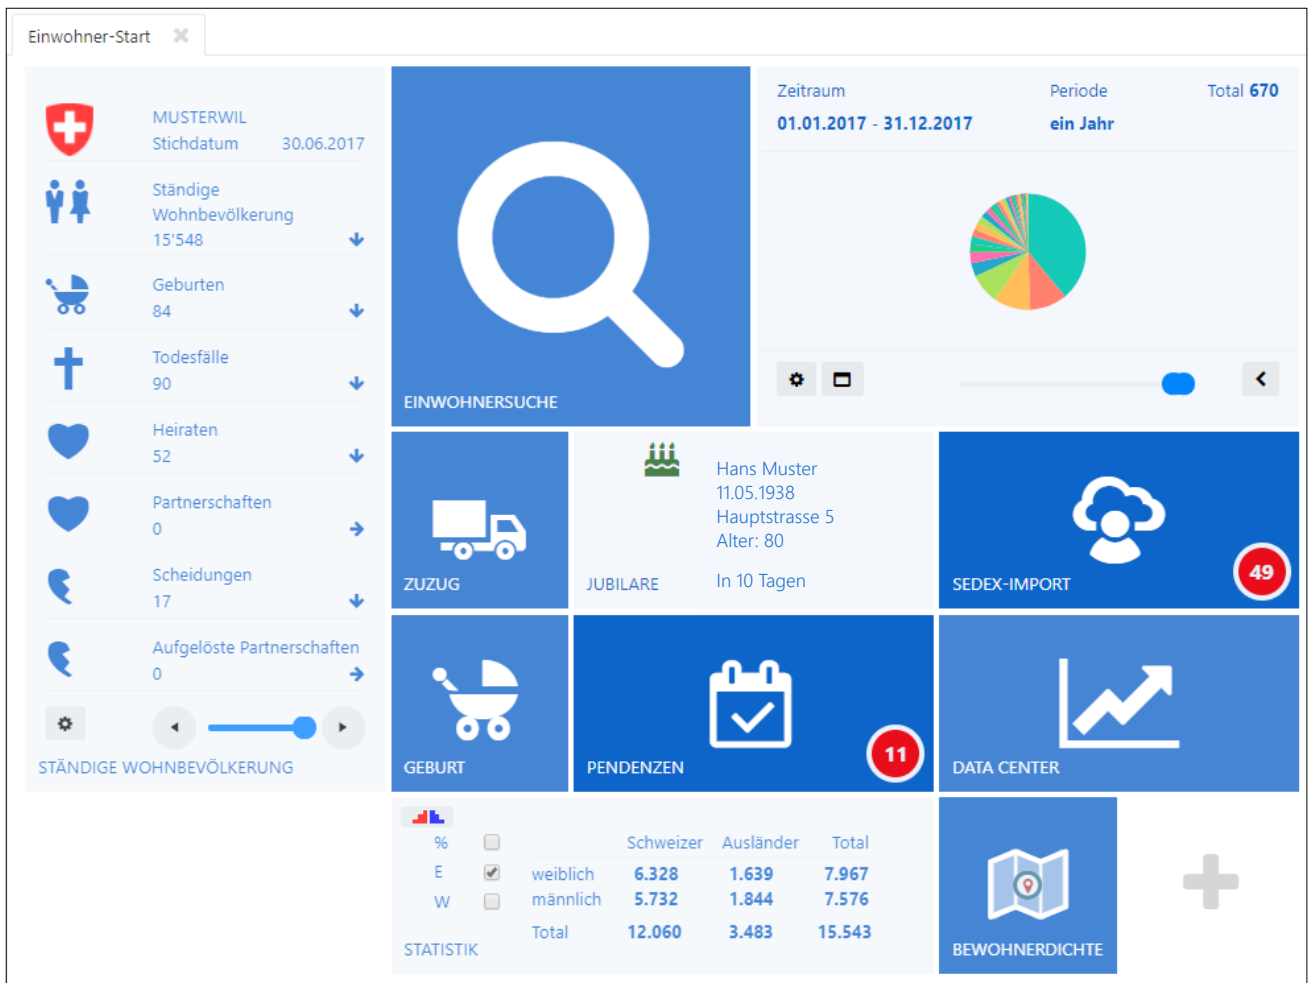 Einwohner-Start
MUSTERWIL
Stichdatum 30.06.2017
Ständige
Wohnbevölkerung
15'548
Geburten
84
Todesfälle
90
Heiraten
52
Partnerschaften
0
Scheidungen
17
Aufgelöste Partnerschaften
0
STÄNDIGE WOHNBEVÖLKERUNG
EINWOHNERSUCHE
Zeitraum Periode Total 670
01.01.2017 - 31.12.2017 ein Jahr
ZUZUG
Hans Muster
11.05.1938
Hauptstrasse 5
Alter: 80
JUBILARE In 10 Tagen
49
SEDEX-IMPORT
GEBURT
11
PENDENZEN
DATA CENTER
% Schweizer Ausländer Total
E weiblich 6.328 1.639 7.967
W männlich 5.732 1.844 7.576
Total 12.060 3.483 15.543
STATISTIK
BEWOHNERDICHTE